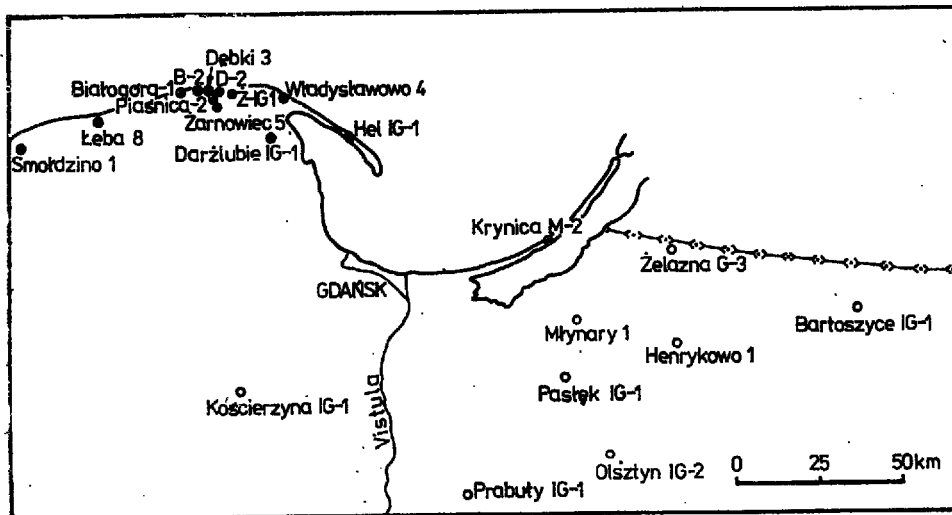 Dębki 3
B-2
D-2
Białogóra-1
Z-IG1
Władysławowo 4
Piaśnica-2
Żarnowiec 5
Hel IG-1
Łeba 8
Darżlubie IG-1
Smołdzino 1
Krynica M-2
Żelazna G-3
GDAŃSK
Bartoszyce IG-1
Młynary 1
Henrykowo 1
Pasłęk IG-1
Kościerzyna IG-1
Vistula
Olsztyn IG-2
0 25 50km
Prabuty IG-1